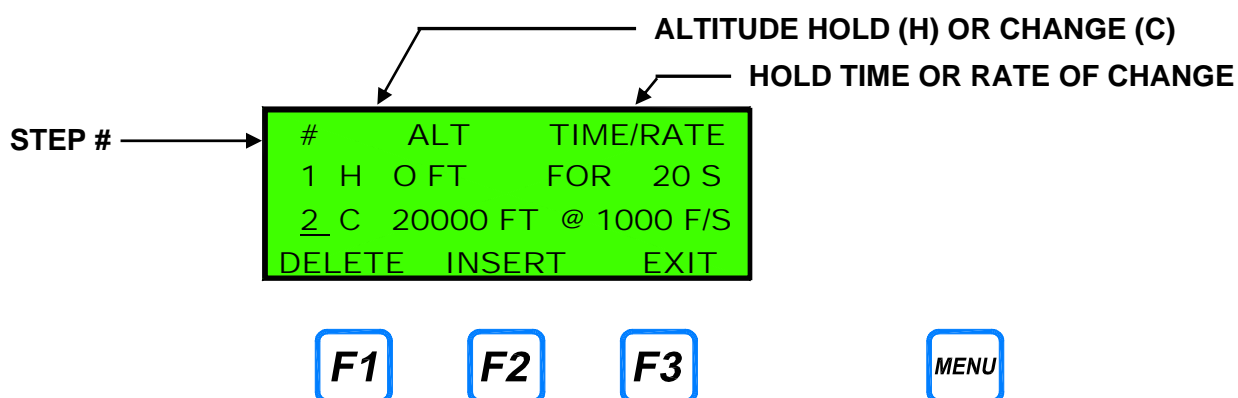 ALTITUDE HOLD (H) OR CHANGE (C)
HOLD TIME OR RATE OF CHANGE
STEP #
# ALT TIME/RATE
1 H 0 FT FOR 20 S
2 C 20000 FT @ 1000 F/S
DELETE INSERT EXIT
F1 F2 F3 MENU